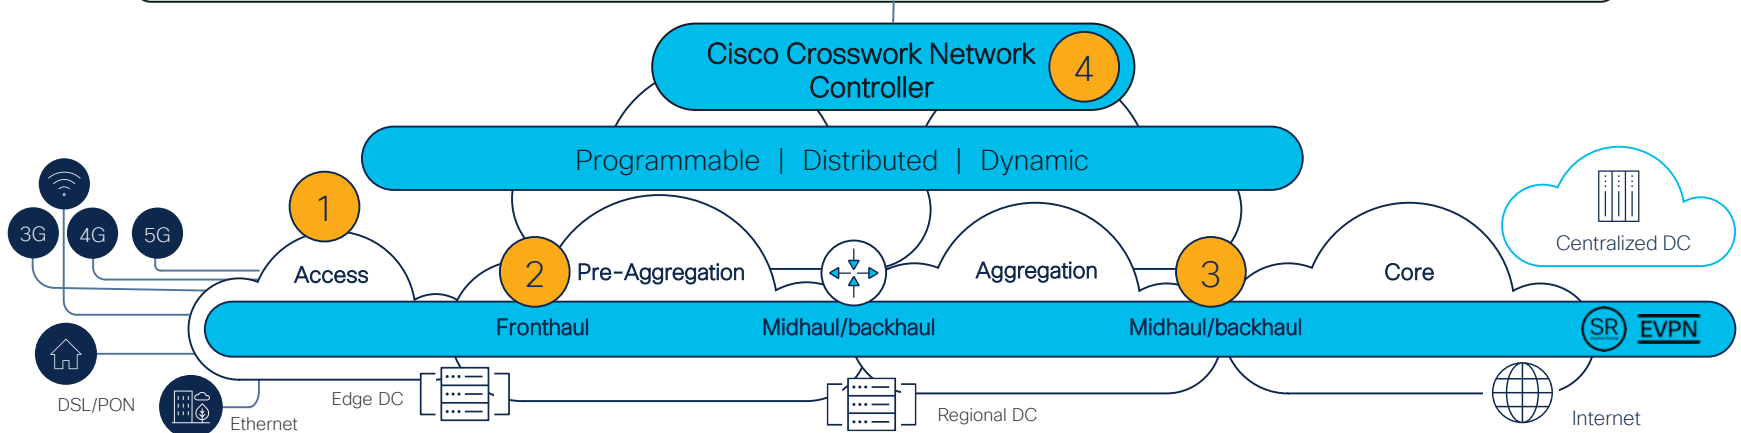 Cisco Crosswork Network
Controller
4
Programmable | Distributed | Dynamic
1
3G
4G
5G
Access
2
Pre-Aggregation
Aggregation
3
Core
Centralized DC
Fronthaul
Midhaul/backhaul
Midhaul/backhaul
SR
EVPN
DSL/PON
Ethernet
Edge DC
Regional DC
Internet